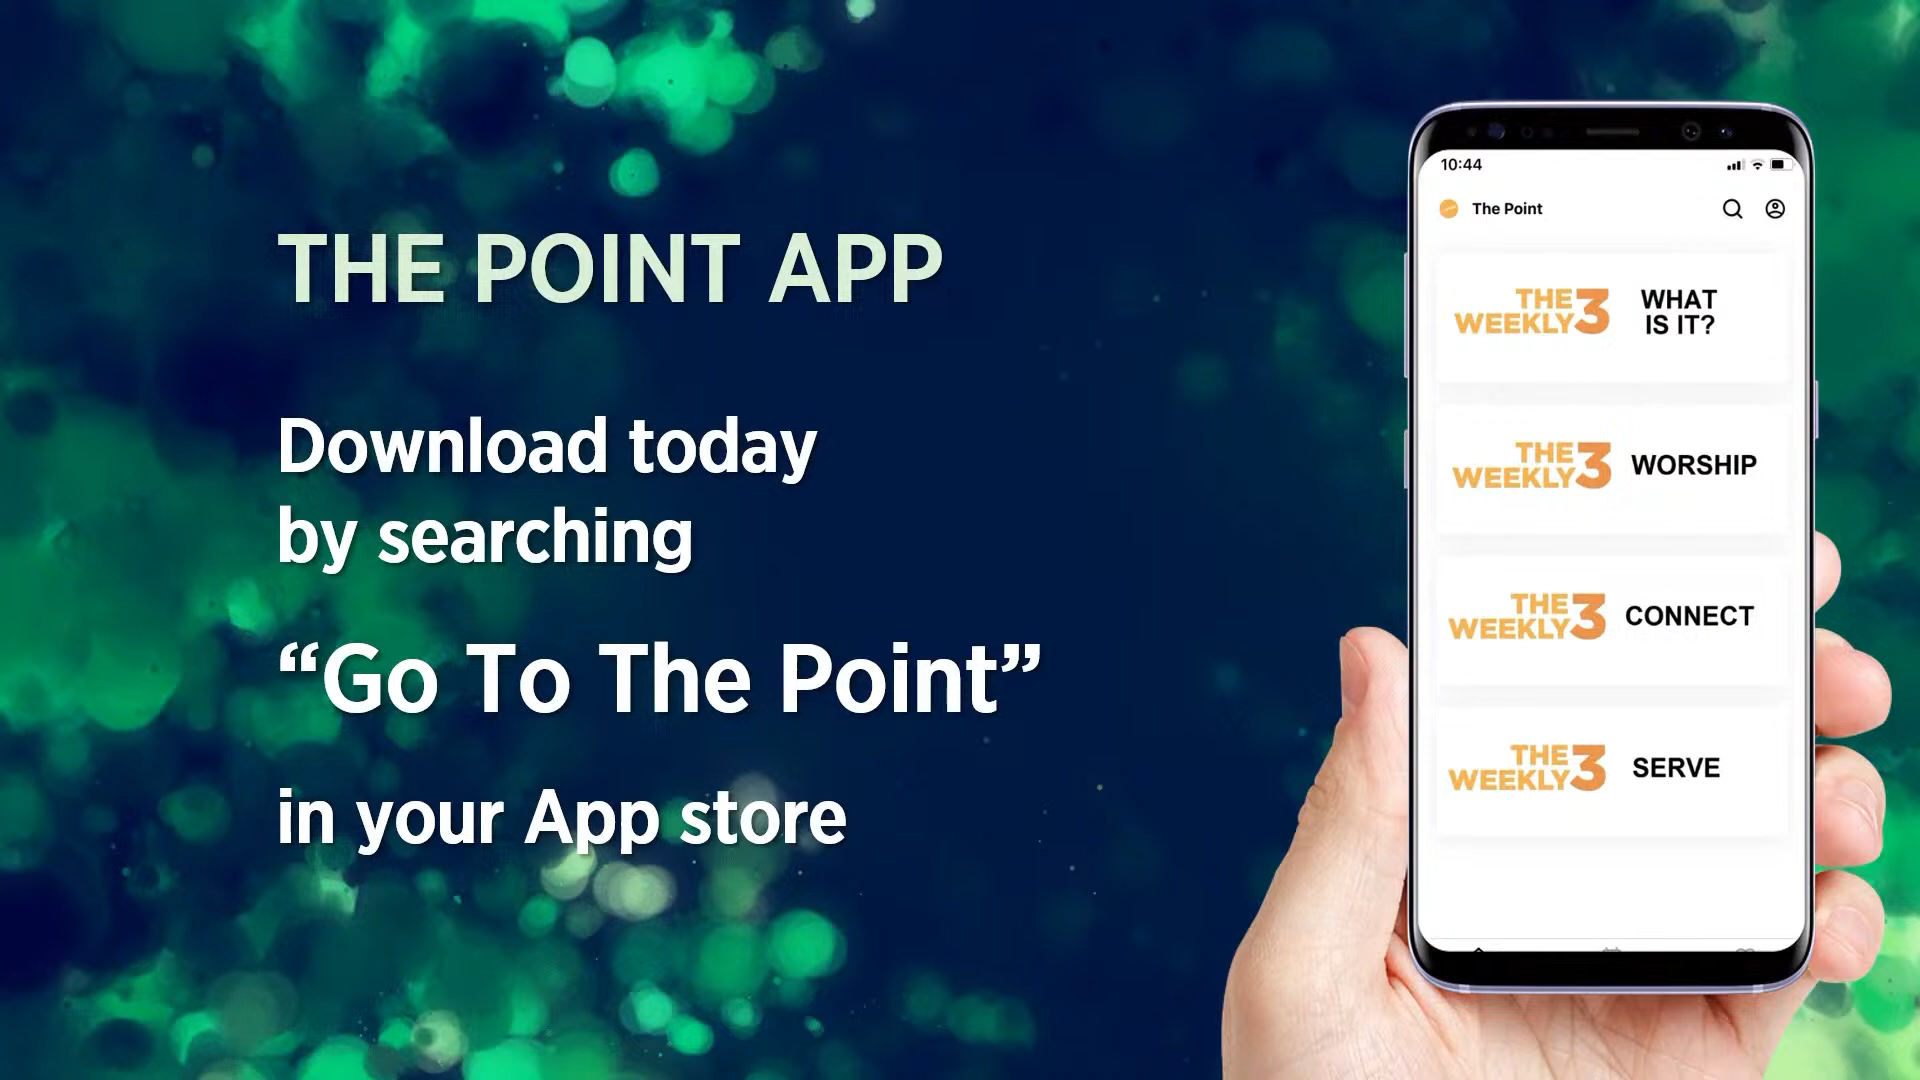 THE POINT APP
Download today
by searching
“Go To The Point”
in your App store
10:44
The Point
THE
WEEKLY 3
WHAT
IS IT?
THE
WEEKLY 3
WORSHIP
THE
WEEKLY 3
CONNECT
THE
WEEKLY 3
SERVE